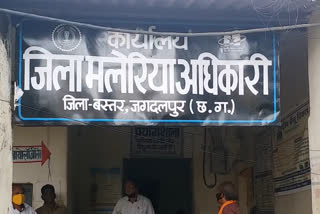 कार्यालय
जिला मलेरिया अधिकारी
जिला-बस्तर, जगदलपुर (छ.ग.)
प्रयोगशाला